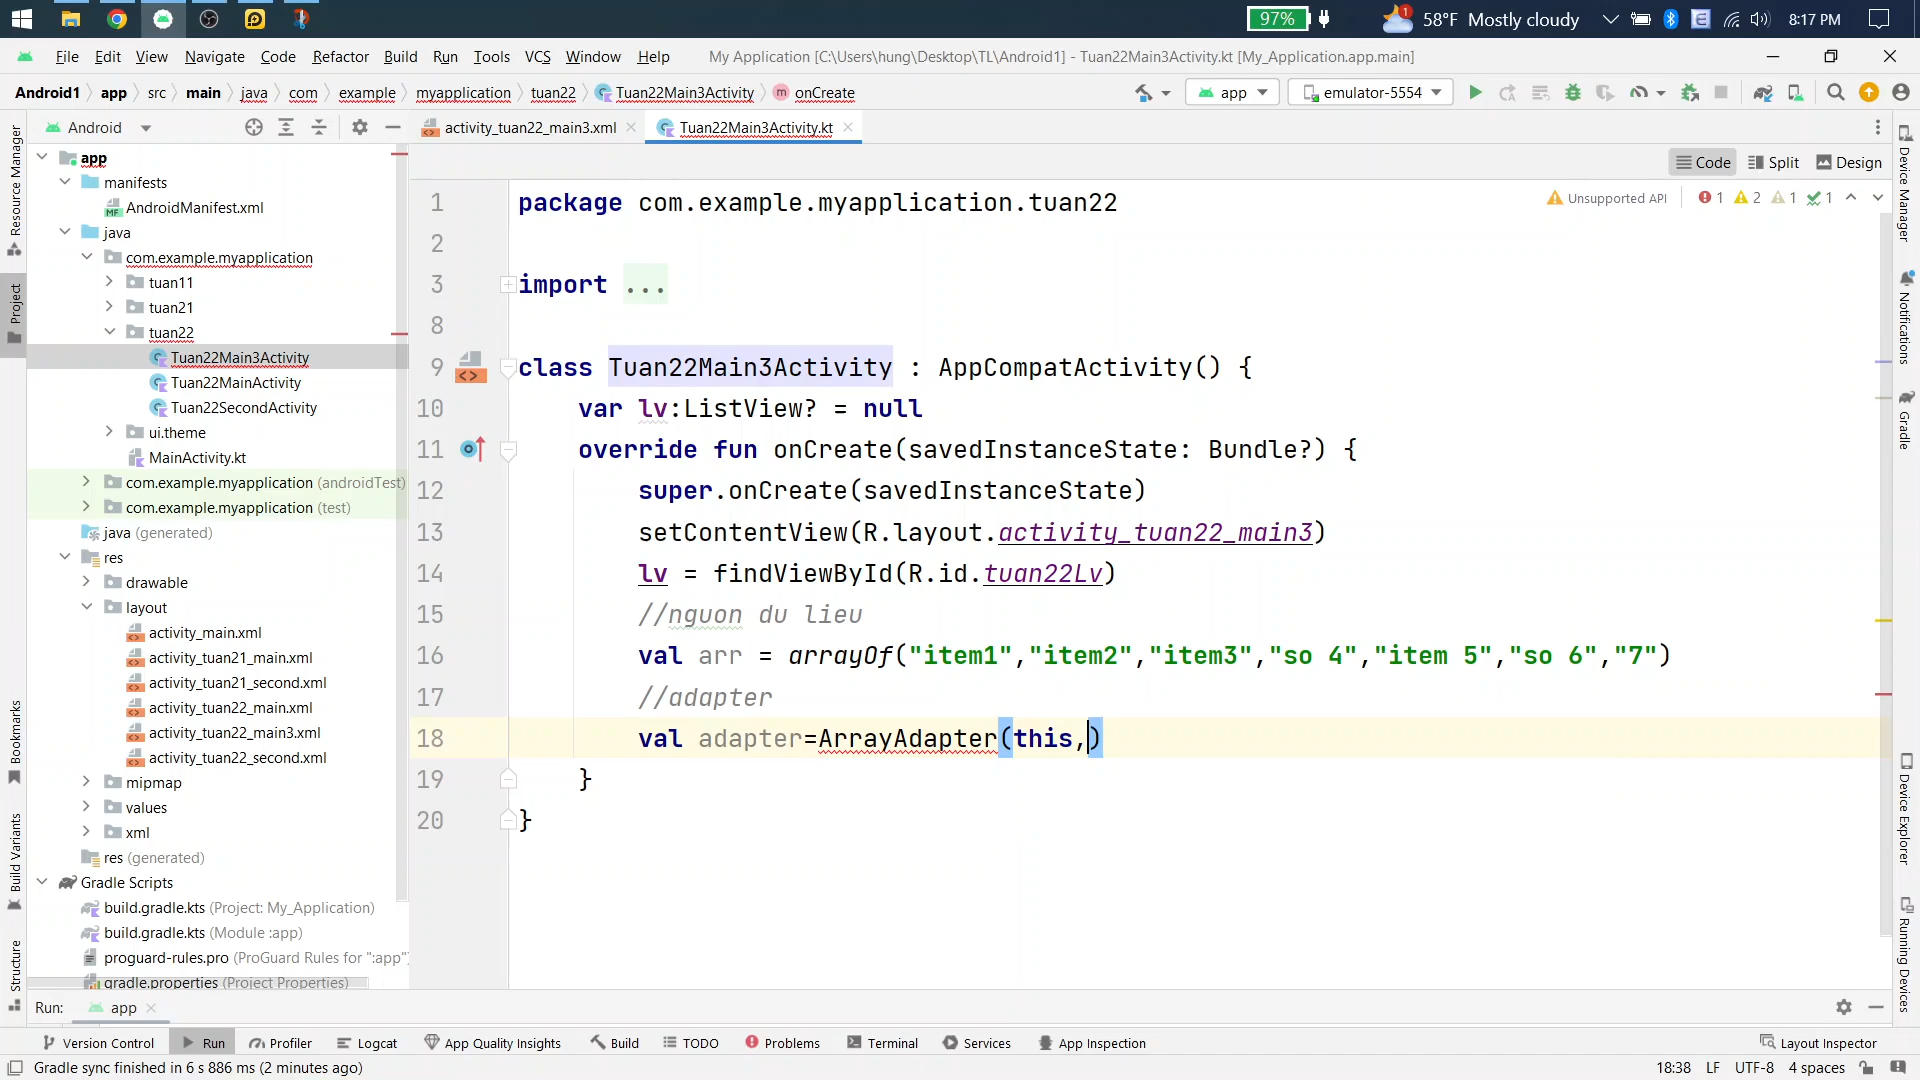 97%
1
58°F Mostly cloudy
8:17 PM
File Edit View Navigate Code Refactor Build Run Tools VCS Window Help My Application [C:\Users\hung\Desktop\TL\Android1] - Tuan22Main3Activity.kt [My_Application.app.main]
Android1 app src main java com example myapplication tuan22 Tuan22Main3Activity onCreate
app emulator-5554
Android
activity_tuan22_main3.xml Tuan22Main3Activity.kt
Code Split Design
Resource Manager
Project
Bookmarks
Build Variants
Structure
app
manifests
AndroidManifest.xml
java
com.example.myapplication
tuan11
tuan21
tuan22
Tuan22Main3Activity
Tuan22MainActivity
Tuan22SecondActivity
ui.theme
MainActivity.kt
com.example.myapplication (androidTest)
com.example.myapplication (test)
java (generated)
res
drawable
layout
activity_main.xml
activity_tuan21_main.xml
activity_tuan21_second.xml
activity_tuan22_main.xml
activity_tuan22_main3.xml
activity_tuan22_second.xml
mipmap
values
xml
res (generated)
Gradle Scripts
build.gradle.kts (Project: My_Application)
build.gradle.kts (Module :app)
proguard-rules.pro (ProGuard Rules for ":app")
gradle.properties (Project Properties)
Unsupported API 1 2 1 1
1 package com.example.myapplication.tuan22
2
3 import ...
8
9 class Tuan22Main3Activity : AppCompatActivity() {
10 var lv:ListView? = null
11 override fun onCreate(savedInstanceState: Bundle?) {
12 super.onCreate(savedInstanceState)
13 setContentView(R.layout.activity_tuan22_main3)
14 lv = findViewById(R.id.tuan22Lv)
15 //nguon du lieu
16 val arr = arrayOf("item1","item2","item3","so 4","item 5","so 6","7")
17 //adapter
18 val adapter=ArrayAdapter(this,)
19 }
20 }
Device Manager
Notifications
Gradle
Device Explorer
Running Devices
Run: app
Version Control Run Profiler Logcat App Quality Insights Build TODO Problems Terminal Services App Inspection Layout Inspector
Gradle sync finished in 6 s 886 ms (2 minutes ago) 18:38 LF UTF-8 4 spaces